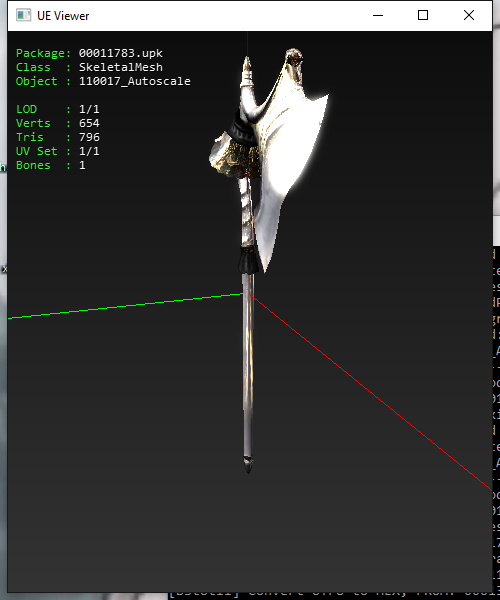 UE Viewer
Package: 00011783.upk
Class : SkeletalMesh
Object : 110017_Autoscale
LOD : 1/1
Verts : 654
Tris : 796
UV Set : 1/1
Bones : 1